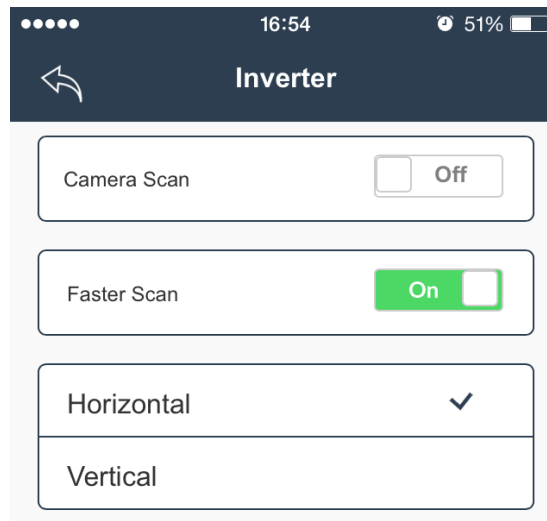 16:54
51%
Inverter
Camera Scan
Off
Faster Scan
On
Horizontal
Vertical